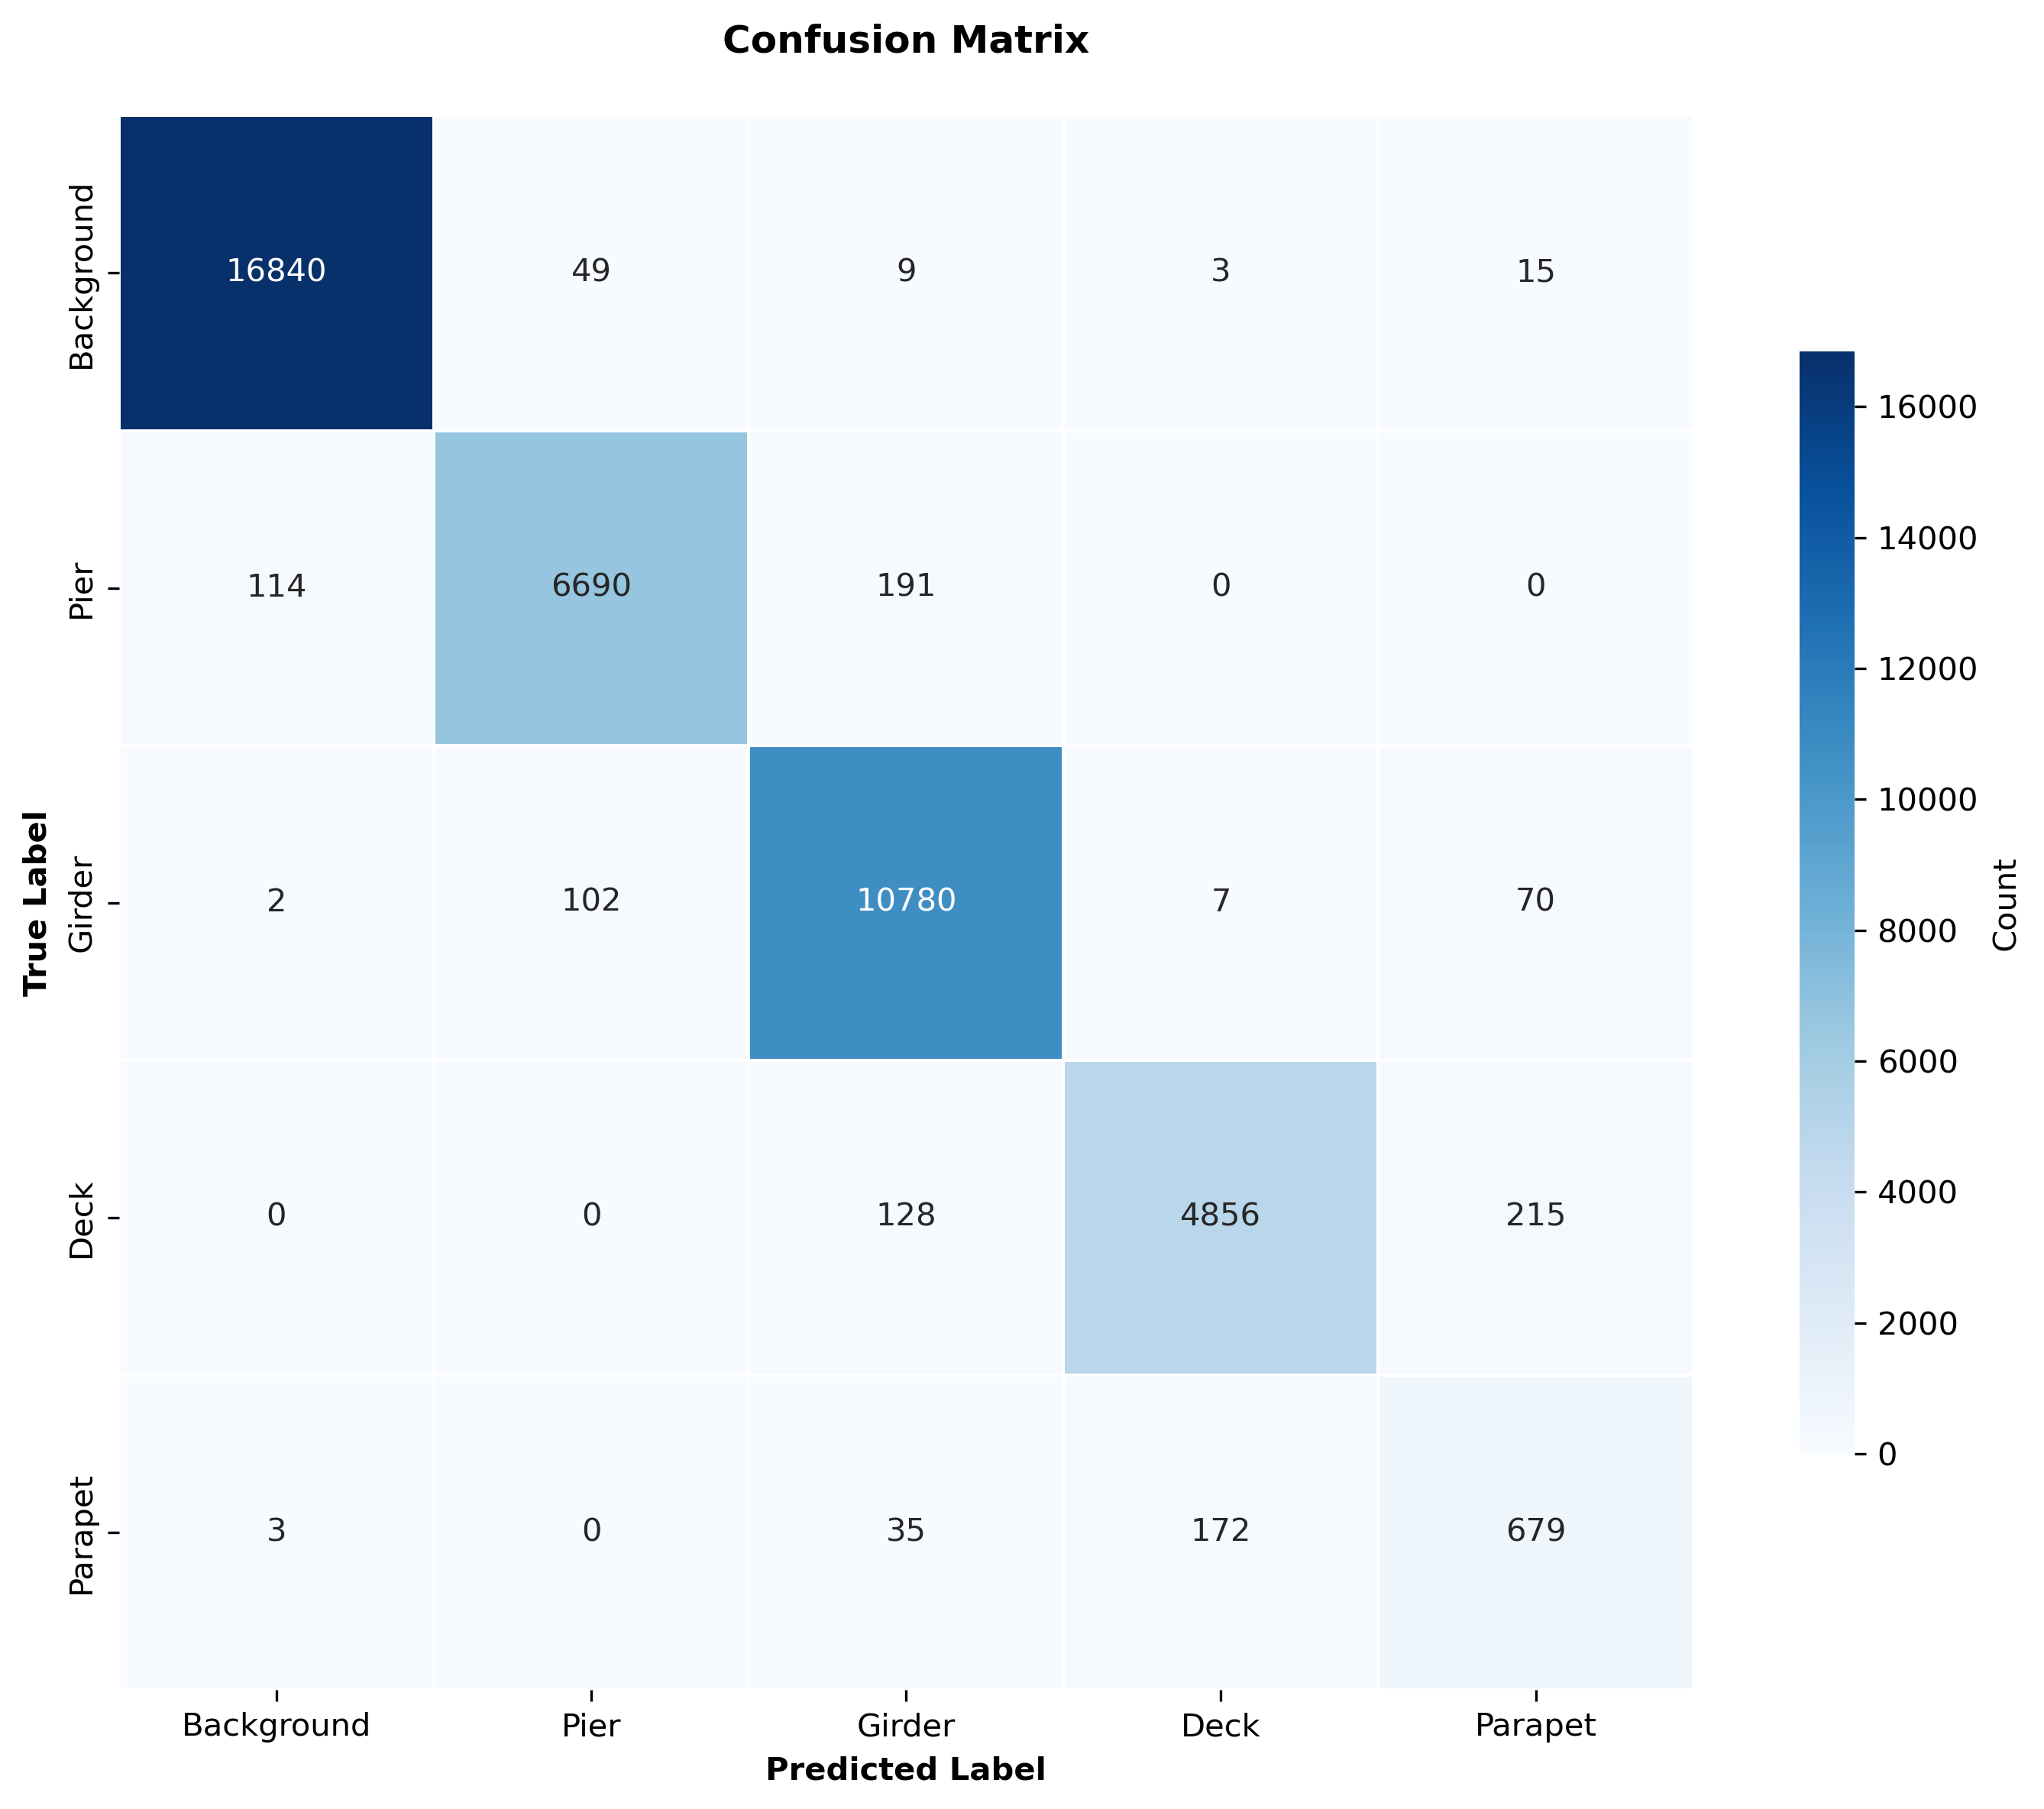 Confusion Matrix
True Label
Background
16840 49 9 3 15
Pier
114 6690 191 0 0
Girder
2 102 10780 7 70
Deck
0 0 128 4856 215
Parapet
3 0 35 172 679
Background Pier Girder Deck Parapet
Predicted Label
16000
14000
12000
10000
8000
6000
4000
2000
0
Count